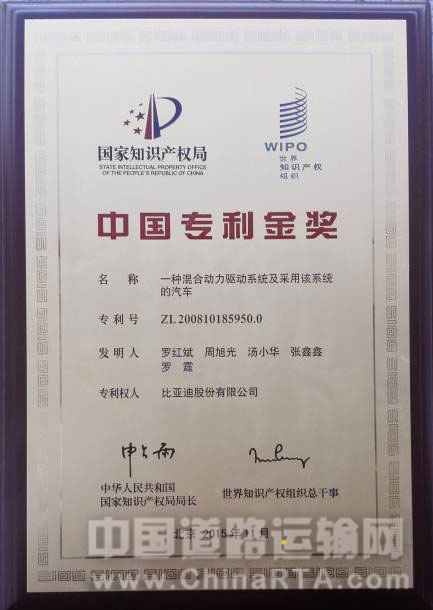 国家知识产权局
STATE INTELLECTUAL PROPERTY OFFICE
OF THE PEOPLE'S REPUBLIC OF CHINA
WIPO
世界
知识产权
组织
中国专利金奖
名 称 一种混合动力驱动系统及采用该系统
的汽车
专 利 号 ZL 200810185950.0
发 明 人 罗红斌 周旭光 汤小华 张鑫鑫
罗 霆
专利权人 比亚迪股份有限公司
申长雨
中华人民共和国
国家知识产权局局长
世界知识产权组织总干事
北京 2015年11月
中国道路运输网
www.ChinaRTA.com